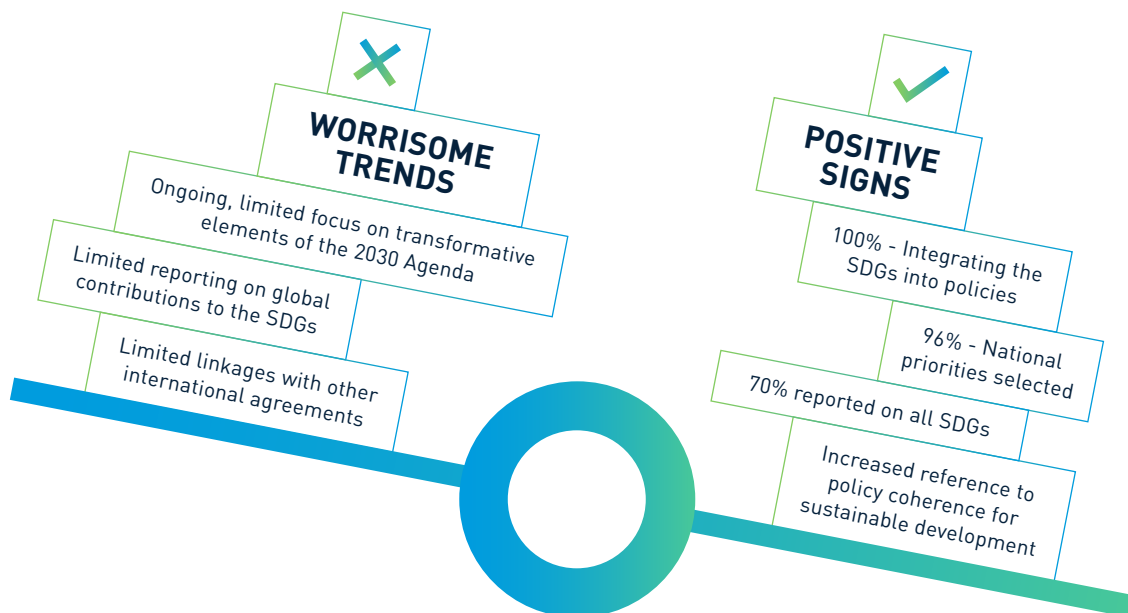 WORRISOME
TRENDS
Ongoing, limited focus on transformative
elements of the 2030 Agenda
Limited reporting on global
contributions to the SDGs
Limited linkages with other
international agreements
POSITIVE
SIGNS
100% - Integrating the
SDGs into policies
96% - National
priorities selected
70% reported on all SDGs
Increased reference to
policy coherence for
sustainable development